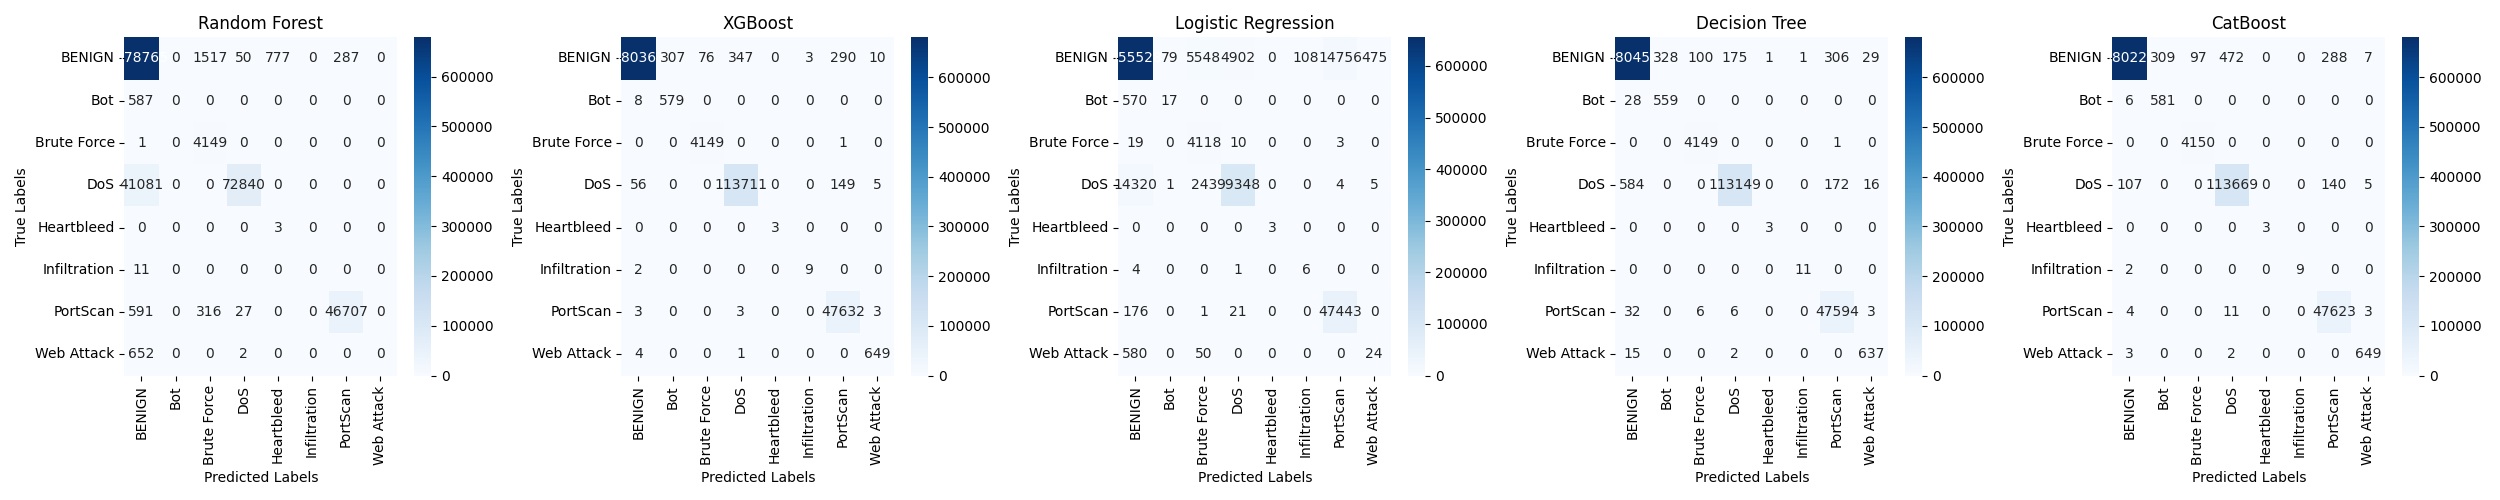 Random Forest
BENIGN 7876 0 1517 50 777 0 287 0
Bot 587 0 0 0 0 0 0 0
Brute Force 1 0 4149 0 0 0 0 0
DoS 41081 0 0 72840 0 0 0 0
Heartbleed 0 0 0 0 3 0 0 0
Infiltration 11 0 0 0 0 0 0 0
PortScan 591 0 316 27 0 0 46707 0
Web Attack 652 0 0 2 0 0 0 0
True Labels
BENIGN Bot Brute Force DoS Heartbleed Infiltration PortScan Web Attack
Predicted Labels
600000
500000
400000
300000
200000
100000
0
XGBoost
BENIGN 8036 307 76 347 0 3 290 10
Bot 8 579 0 0 0 0 0 0
Brute Force 0 0 4149 0 0 0 1 0
DoS 56 0 0 113711 0 0 149 5
Heartbleed 0 0 0 0 3 0 0 0
Infiltration 2 0 0 0 0 9 0 0
PortScan 3 0 0 3 0 0 47632 3
Web Attack 4 0 0 1 0 0 0 649
True Labels
BENIGN Bot Brute Force DoS Heartbleed Infiltration PortScan Web Attack
Predicted Labels
600000
500000
400000
300000
200000
100000
0
Logistic Regression
BENIGN 5552 79 5548 4902 0 108 14756 475
Bot 570 17 0 0 0 0 0 0
Brute Force 19 0 4118 10 0 0 3 0
DoS 14320 1 2439348 0 0 4 5
Heartbleed 0 0 0 0 3 0 0 0
Infiltration 4 0 0 1 0 6 0 0
PortScan 176 0 1 21 0 0 47443 0
Web Attack 580 0 50 0 0 0 0 24
True Labels
BENIGN Bot Brute Force DoS Heartbleed Infiltration PortScan Web Attack
Predicted Labels
600000
500000
400000
300000
200000
100000
0
Decision Tree
BENIGN 8045 328 100 175 1 1 306 29
Bot 28 559 0 0 0 0 0 0
Brute Force 0 0 4149 0 0 0 1 0
DoS 584 0 0 113149 0 0 172 16
Heartbleed 0 0 0 0 3 0 0 0
Infiltration 0 0 0 0 0 11 0 0
PortScan 32 0 6 6 0 0 47594 3
Web Attack 15 0 0 2 0 0 0 637
True Labels
BENIGN Bot Brute Force DoS Heartbleed Infiltration PortScan Web Attack
Predicted Labels
600000
500000
400000
300000
200000
100000
0
CatBoost
BENIGN 8022 309 97 472 0 0 288 7
Bot 6 581 0 0 0 0 0 0
Brute Force 0 0 4150 0 0 0 0 0
DoS 107 0 0 113669 0 0 140 5
Heartbleed 0 0 0 0 3 0 0 0
Infiltration 2 0 0 0 0 9 0 0
PortScan 4 0 0 11 0 0 47623 3
Web Attack 3 0 0 2 0 0 0 649
True Labels
BENIGN Bot Brute Force DoS Heartbleed Infiltration PortScan Web Attack
Predicted Labels
600000
500000
400000
300000
200000
100000
0